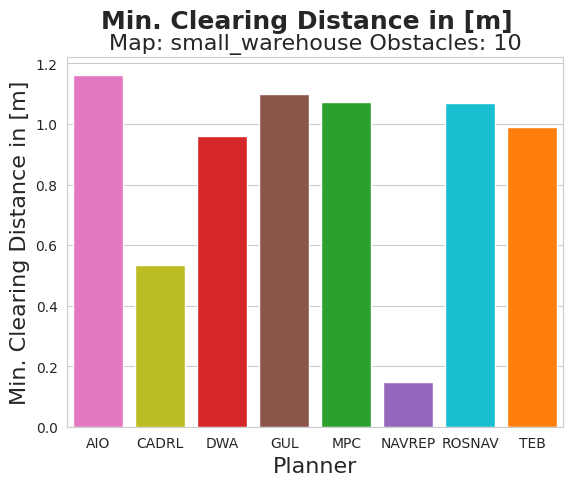 Min. Clearing Distance in [m]
Map: small_warehouse Obstacles: 10
Min. Clearing Distance in [m]
1.2
1.0
0.8
0.6
0.4
0.2
0.0
AIO CADRL DWA GUL MPC NAVREP ROSNAV TEB
Planner